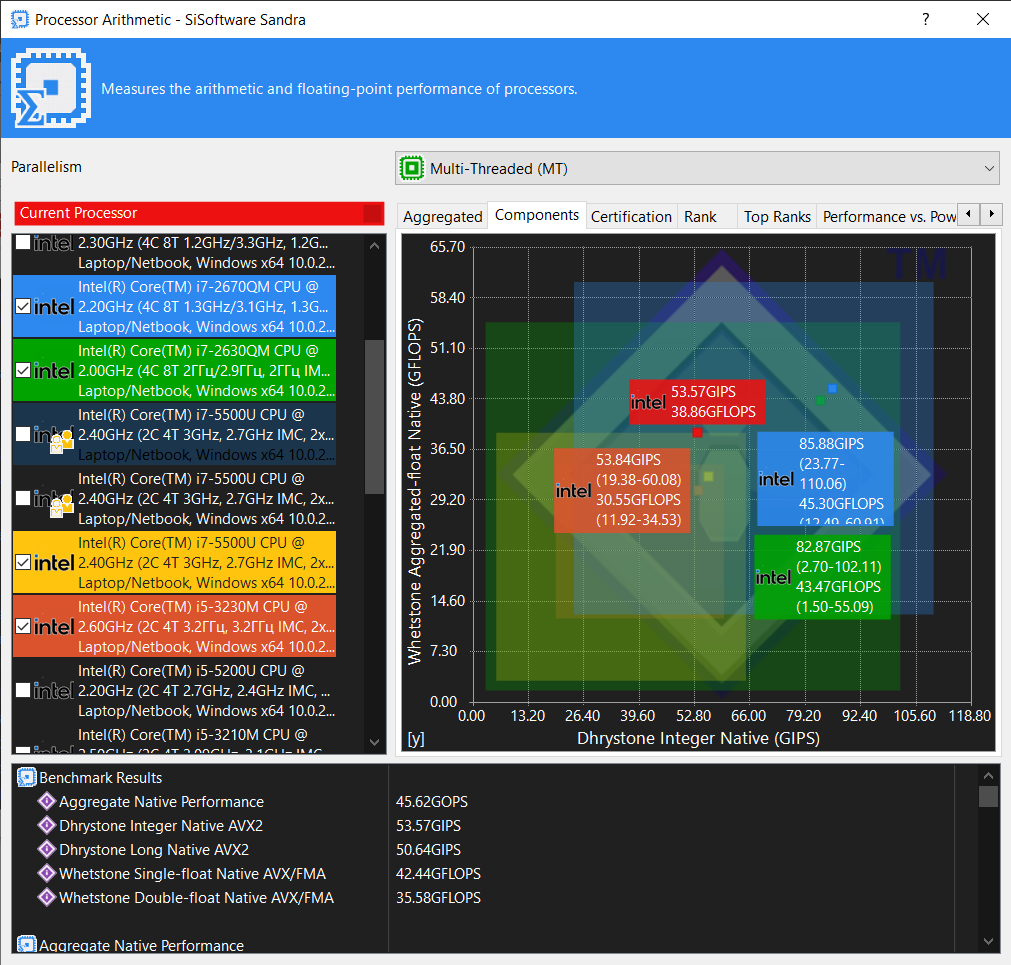 Processor Arithmetic - SiSoftware Sandra
?
Measures the arithmetic and floating-point performance of processors.
Parallelism
Multi-Threaded (MT)
Current Processor
intel
2.30GHz (4C 8T 1.2GHz/3.3GHz, 1.2G...
Laptop/Netbook, Windows x64 10.0.2...
Intel(R) Core(TM) i7-2670QM CPU @
intel
2.20GHz (4C 8T 1.3GHz/3.1GHz, 1.3G...
Laptop/Netbook, Windows x64 10.0.2...
Intel(R) Core(TM) i7-2630QM CPU @
intel
2.00GHz (4C 8T 2ГГц/2.9ГГц, 2ГГц IM...
Laptop/Netbook, Windows x64 10.0.2...
Intel(R) Core(TM) i7-5500U CPU @
2.40GHz (2C 4T 3GHz, 2.7GHz IMC, 2x...
Laptop/Netbook, Windows x64 10.0.2...
Intel(R) Core(TM) i7-5500U CPU @
2.40GHz (2C 4T 3GHz, 2.7GHz IMC, 2x...
Laptop/Netbook, Windows x64 10.0.2...
Intel(R) Core(TM) i7-5500U CPU @
intel
2.40GHz (2C 4T 3GHz, 2.7GHz IMC, 2x...
Laptop/Netbook, Windows x64 10.0.2...
Intel(R) Core(TM) i5-3230M CPU @
intel
2.60GHz (2C 4T 3.2ГГц, 3.2ГГц IMC, 2x...
Laptop/Netbook, Windows x64 10.0.2...
Intel(R) Core(TM) i5-5200U CPU @
intel
2.20GHz (2C 4T 2.7GHz, 2.4GHz IMC, ...
Laptop/Netbook, Windows x64 10.0.2...
Intel(R) Core(TM) i5-3210M CPU @
Aggregated
Components
Certification
Rank
Top Ranks
Performance vs. Pow
TM
65.70
58.40
51.10
43.80
36.50
29.20
21.90
14.60
7.30
0.00
Whetstone Aggregated-float Native (GFLOPS)
intel
53.57GIPS
38.86GFLOPS
intel
53.84GIPS
(19.38-60.08)
30.55GFLOPS
(11.92-34.53)
intel
85.88GIPS
(23.77-
110.06)
45.30GFLOPS
(12.49-60.91)
intel
82.87GIPS
(2.70-102.11)
43.47GFLOPS
(1.50-55.09)
0.00
13.20
26.40
39.60
52.80
66.00
79.20
92.40
105.60
118.80
[y]
Dhrystone Integer Native (GIPS)
Benchmark Results
Aggregate Native Performance 45.62GOPS
Dhrystone Integer Native AVX2 53.57GIPS
Dhrystone Long Native AVX2 50.64GIPS
Whetstone Single-float Native AVX/FMA 42.44GFLOPS
Whetstone Double-float Native AVX/FMA 35.58GFLOPS
Aggregate Native Performance